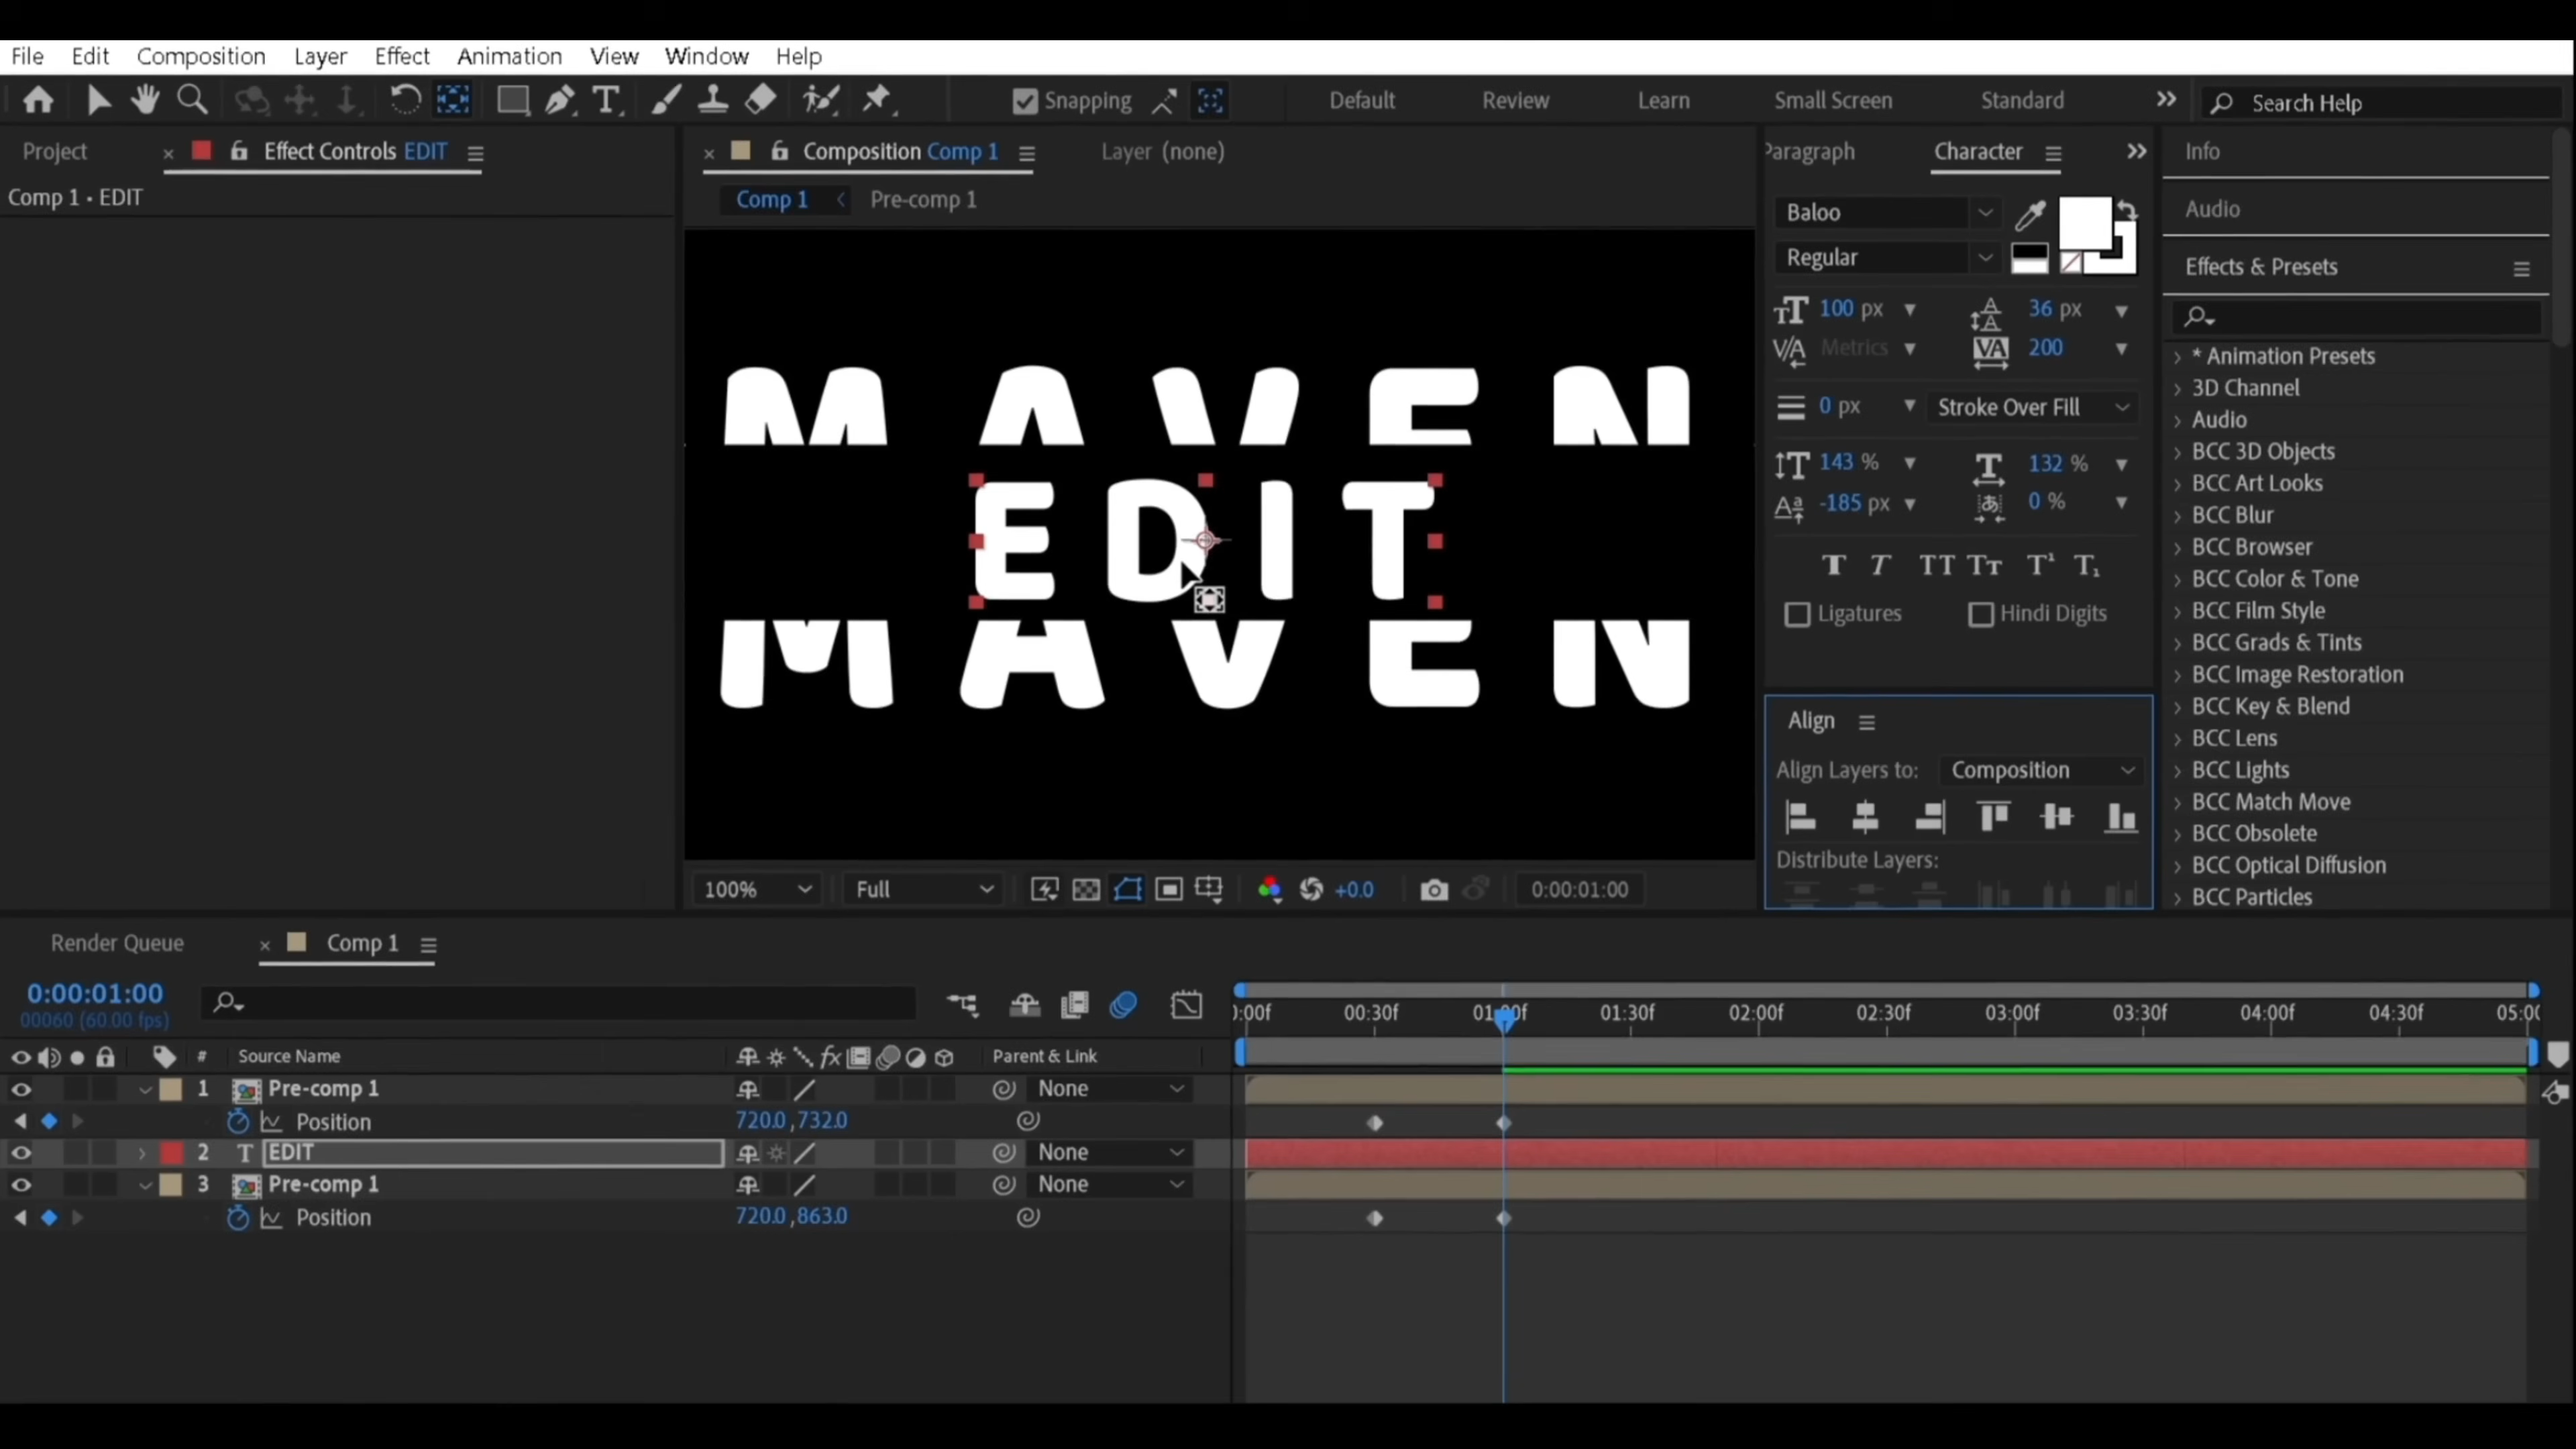 File Edit Composition Layer Effect Animation View Window Help
Snapping Default Review Learn Small Screen Standard Search Help
Project Effect Controls EDIT
Comp 1 • EDIT
Composition Comp 1 Layer (none)
Comp 1 Pre-comp 1
MAVEN
EDIT
MAVEN
100% Full +0.0 0:00:01:00
Paragraph Character
Baloo
Regular
100 px 36 px
Metrics 200
0 px Stroke Over Fill
143 % 132 %
-185 px 0 %
Ligatures Hindi Digits
Align
Align Layers to: Composition
Distribute Layers:
Info
Audio
Effects & Presets
* Animation Presets
3D Channel
Audio
BCC 3D Objects
BCC Art Looks
BCC Blur
BCC Browser
BCC Color & Tone
BCC Film Style
BCC Grads & Tints
BCC Image Restoration
BCC Key & Blend
BCC Lens
BCC Lights
BCC Match Move
BCC Obsolete
BCC Optical Diffusion
BCC Particles
Render Queue Comp 1
0:00:01:00
00060 (60.00 fps)
):00f 00:30f 01:00f 01:30f 02:00f 02:30f 03:00f 03:30f 04:00f 04:30f 05:00
# Source Name Parent & Link
1 Pre-comp 1 None
Position 720.0,732.0
2 T EDIT None
3 Pre-comp 1 None
Position 720.0,863.0